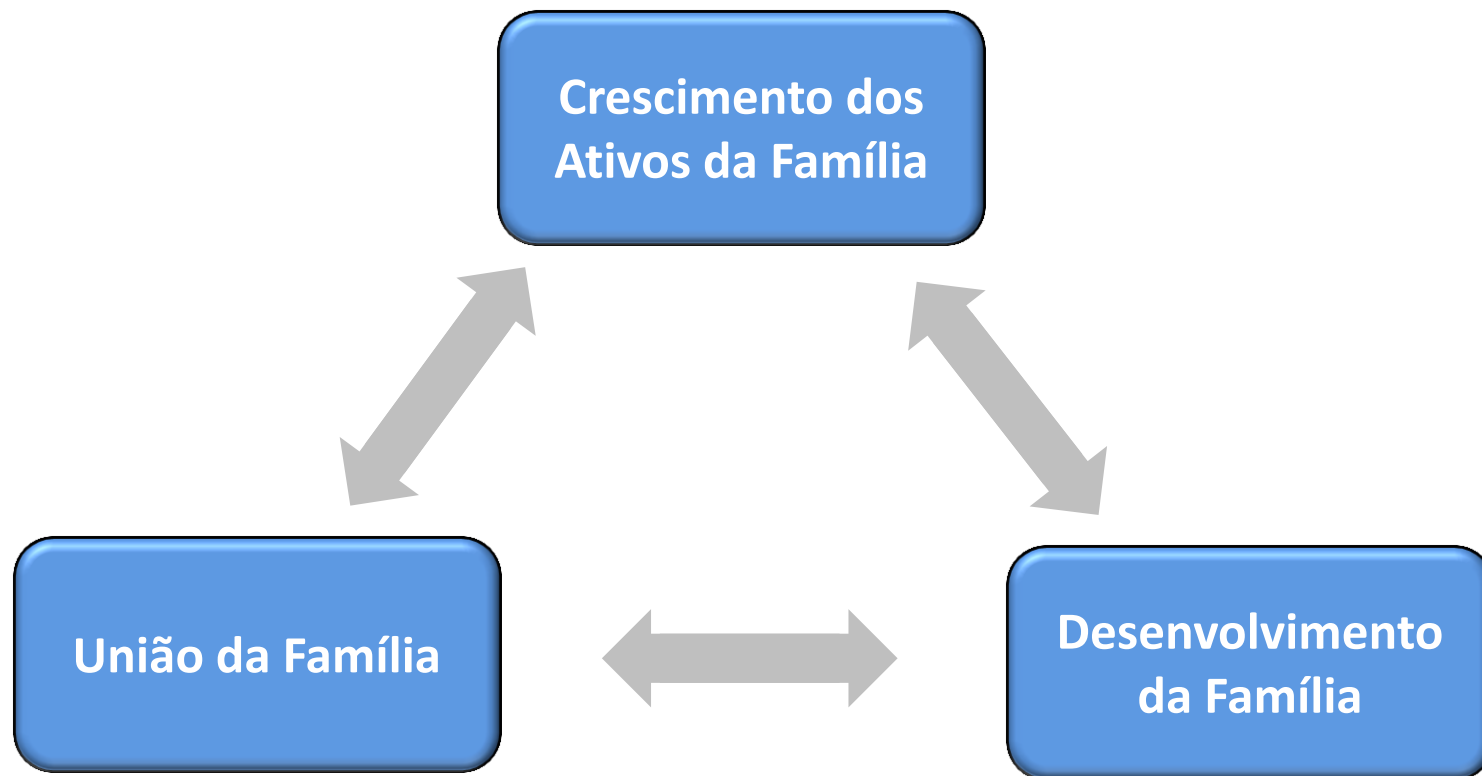 Crescimento dos
Ativos da Família
União da Família
Desenvolvimento
da Família